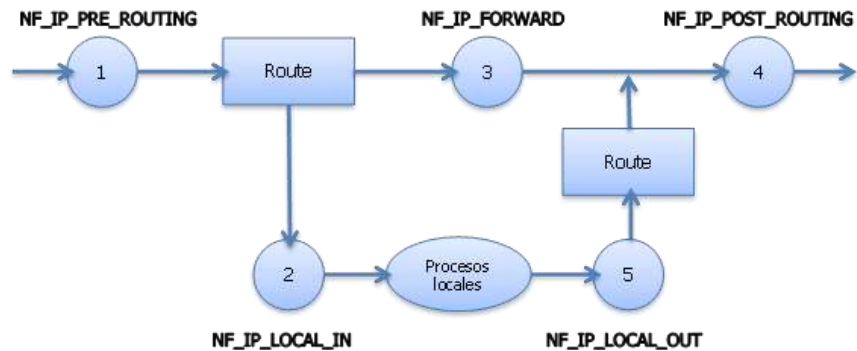 NF_IP_PRE_ROUTING
NF_IP_FORWARD
NF_IP_POST_ROUTING
1
Route
3
4
Route
2
Procesos
locales
5
NF_IP_LOCAL_IN
NF_IP_LOCAL_OUT